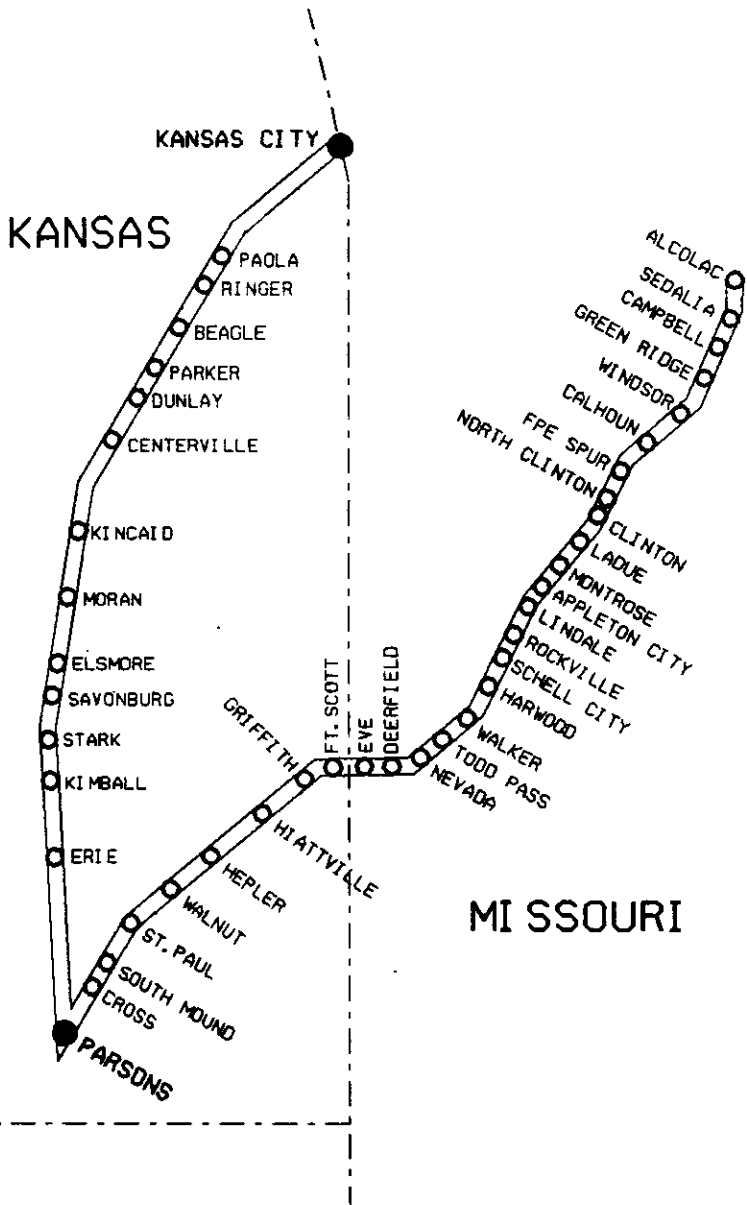 KANSAS CITY
KANSAS
PAOLA
RINGER
BEAGLE
PARKER
DUNLAY
CENTERVILLE
KINCAID
MORAN
ELSMORE
SAVONBURG
STARK
KIMBALL
ERIE
PARSONS
CROSS
SOUTH MOUND
ST. PAUL
WALNUT
HEPLER
HIATTVILLE
GRIFFITH
FT. SCOTT
EVE
DEERFIELD
NEVADA
TODD PASS
WALKER
HARWOOD
SCHELL CITY
ROCKVILLE
LINDALE
APPLETON CITY
MONTROSE
LADUE
CLINTON
NORTH CLINTON
FPE SPUR
CALHOUN
WINDSOR
GREEN RIDGE
CAMPBELL
SEDALIA
ALCOLAC
MISSOURI